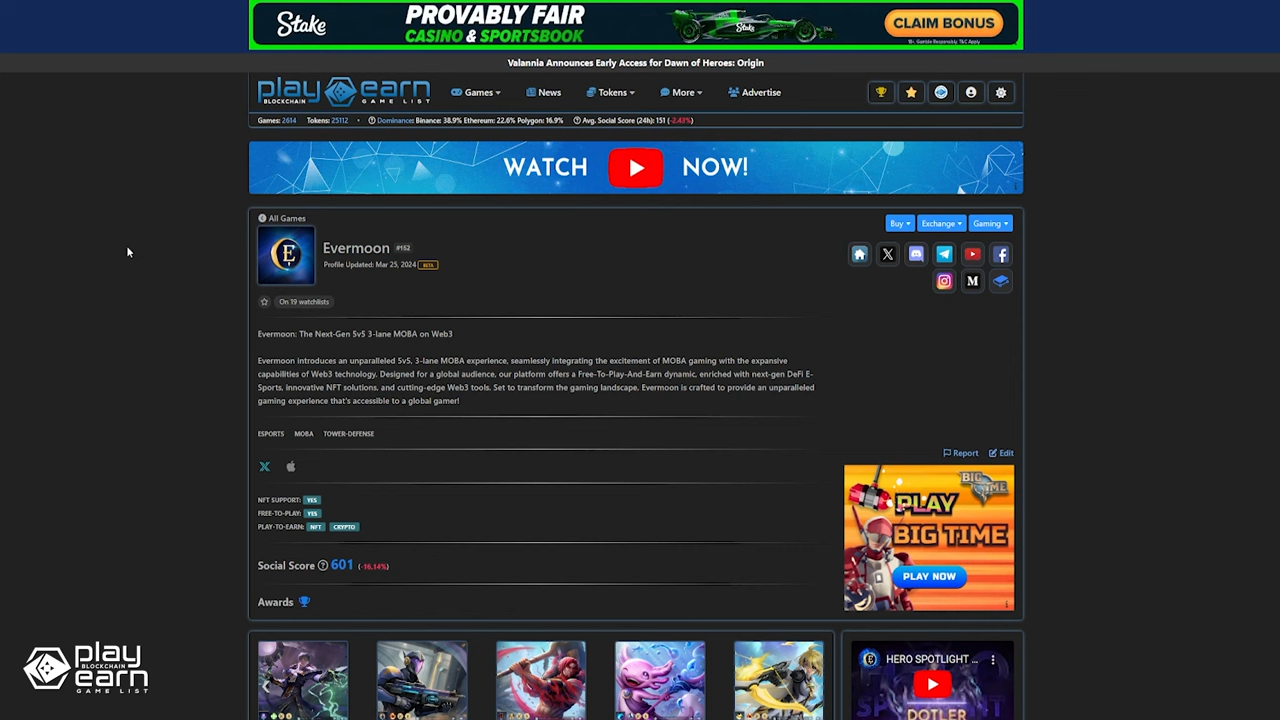 Stake
PROVABLY FAIR
CASINO & SPORTSBOOK
Stake
CLAIM BONUS
18+. Gamble Responsibly. T&C Apply
Valannia Announces Early Access for Dawn of Heroes: Origin
play earn
BLOCKCHAIN GAME LIST
Games
News
Tokens
More
Advertise
Games: 2614 Tokens: 25112 • Dominance: Binance: 38.9% Ethereum: 22.6% Polygon: 16.9% Avg. Social Score (24h): 151 (-2.43%)
WATCH NOW!
All Games
Buy
Exchange
Gaming
Evermoon #152
Profile Updated: Mar 25, 2024 BETA
On 19 watchlists
Evermoon: The Next-Gen 5v5 3-lane MOBA on Web3
Evermoon introduces an unparalleled 5v5, 3-lane MOBA experience, seamlessly integrating the excitement of MOBA gaming with the expansive
capabilities of Web3 technology. Designed for a global audience, our platform offers a Free-To-Play-And-Earn dynamic, enriched with next-gen DeFi E-
Sports, innovative NFT solutions, and cutting-edge Web3 tools. Set to transform the gaming landscape, Evermoon is crafted to provide an unparalleled
gaming experience that's accessible to a global gamer!
ESPORTS MOBA TOWER-DEFENSE
Report Edit
NFT SUPPORT: YES
FREE-TO-PLAY: YES
PLAY-TO-EARN: NFT CRYPTO
Social Score 601 (-16.14%)
Awards
BIG TIME
PLAY
BIG TIME
PLAY NOW
HERO SPOTLIGHT ...
DOTLER
play
BLOCKCHAIN
earn
GAME LIST